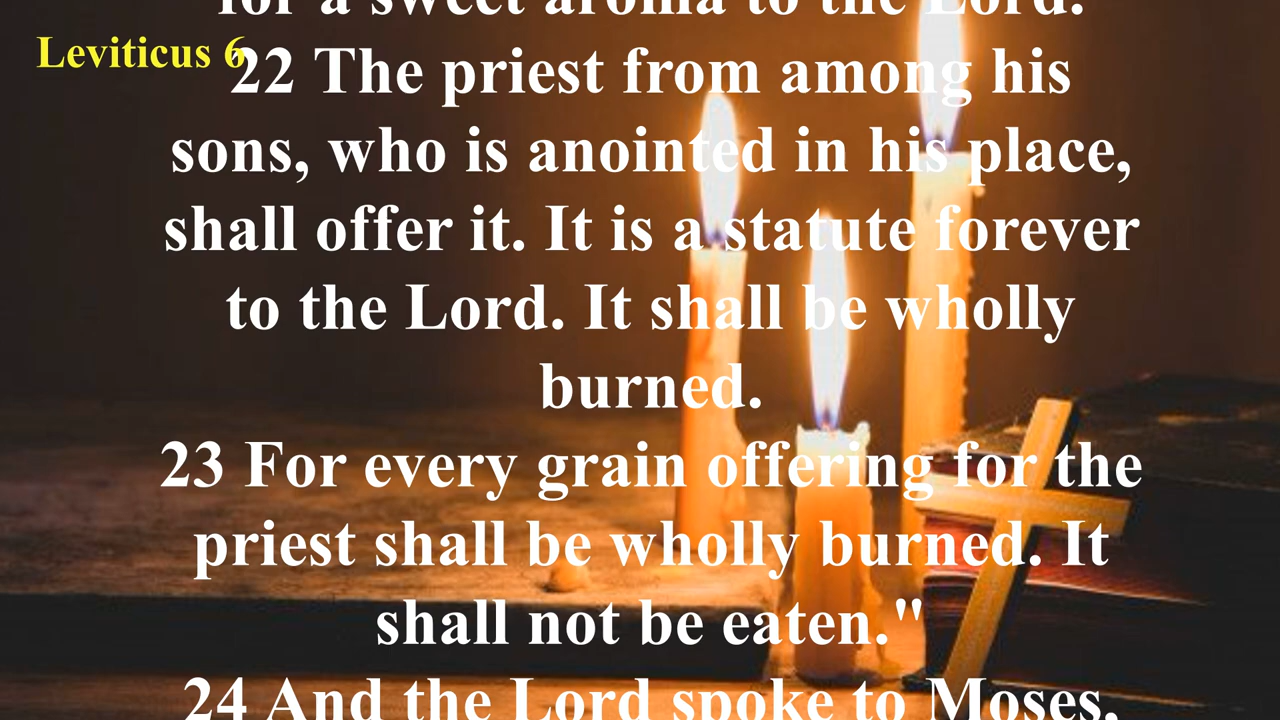 for a sweet aroma to the Lord.
Leviticus 6
22 The priest from among his
sons, who is anointed in his place,
shall offer it. It is a statute forever
to the Lord. It shall be wholly
burned.
23 For every grain offering for the
priest shall be wholly burned. It
shall not be eaten."
24 And the Lord spoke to Moses,